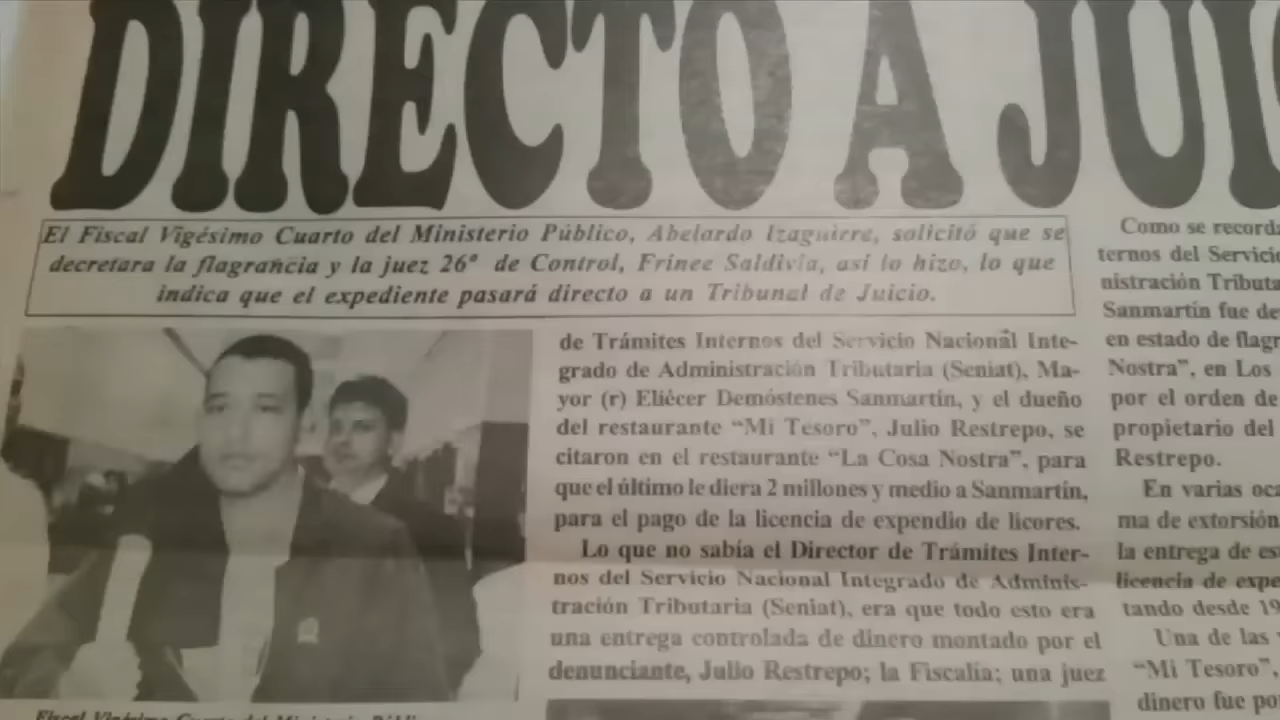 DIRECTO A JUI
El Fiscal Vigésimo Cuarto del Ministerio Público, Abelardo Izaguirre, solicitó que se
decretara la flagrancia y la juez 26° de Control, Frinee Saldivia, así lo hizo, lo que
indica que el expediente pasará directo a un Tribunal de Juicio.
de Trámites Internos del Servicio Nacional Inte-
grado de Administración Tributaria (Seniat), Ma-
yor (r) Eliécer Demóstenes Sanmartín, y el dueño
del restaurante “Mi Tesoro”, Julio Restrepo, se
citaron en el restaurante “La Cosa Nostra”, para
que el último le diera 2 millones y medio a Sanmartín,
para el pago de la licencia de expendio de licores.
Lo que no sabía el Director de Trámites Inter-
nos del Servicio Nacional Integrado de Adminis-
tración Tributaria (Seniat), era que todo esto era
una entrega controlada de dinero montado por el
denunciante, Julio Restrepo; la Fiscalía; una juez
Como se record
ternos del Servici
nistración Tributa
Sanmartín fue de
en estado de flagr
Nostra”, en Los
por el orden de
propietario del
Restrepo.
En varias oca
ma de extorsión
la entrega de es
licencia de expe
tando desde 19
Una de las
“Mi Tesoro”,
dinero fue po
Fiscal Vigésimo Cuarto del Ministerio Públi